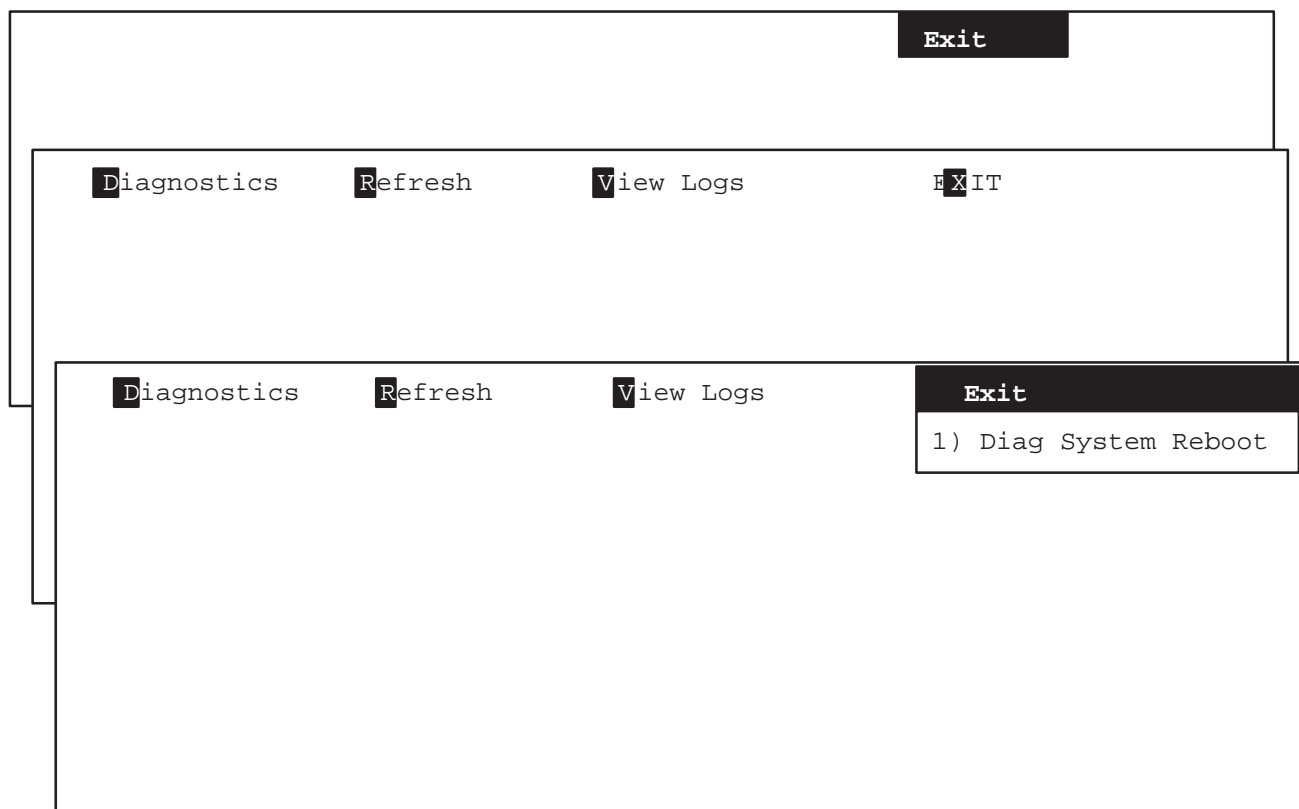 Exit
Diagnostics Refresh View Logs EXIT
Diagnostics Refresh View Logs Exit
1) Diag System Reboot